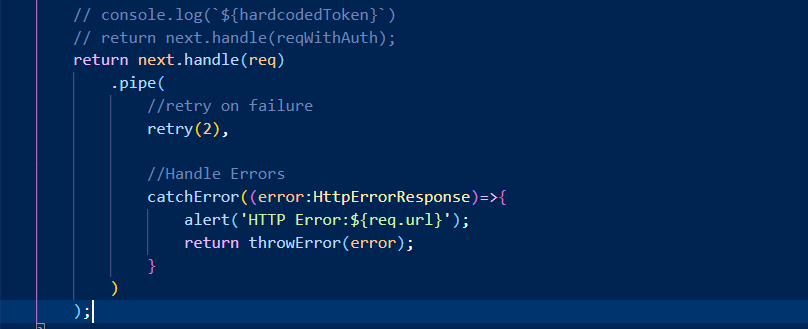 // console.log(`${hardcodedToken}`)
// return next.handle(reqWithAuth);
return next.handle(req)
.pipe(
//retry on failure
retry(2),
//Handle Errors
catchError((error:HttpErrorResponse)=>{
alert('HTTP Error:${req.url}');
return throwError(error);
}
)
);